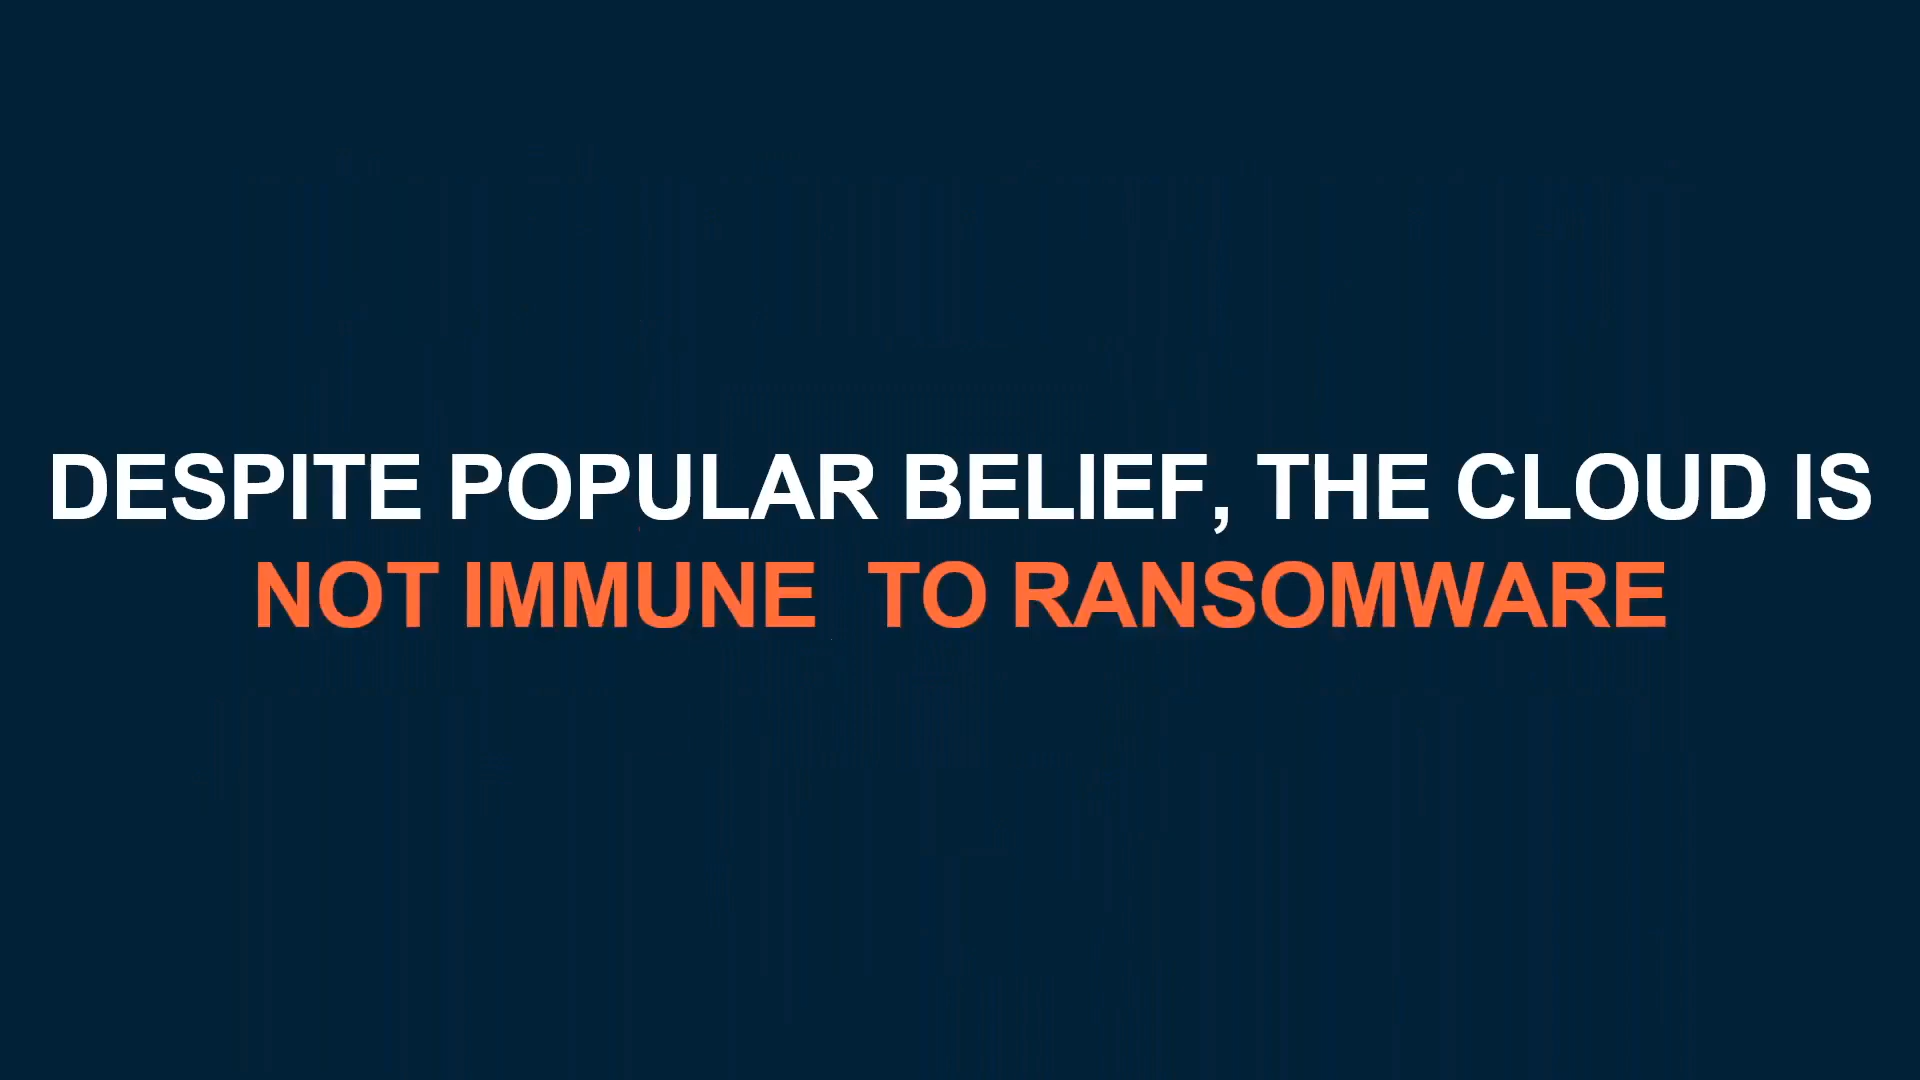 DESPITE POPULAR BELIEF, THE CLOUD IS
NOT IMMUNE  TO RANSOMWARE